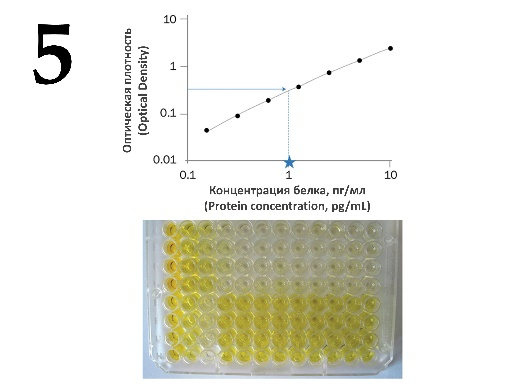 5
Оптическая плотность
(Optical Density)
10
1
0.1
0.01
0.1
1
10
Концентрация белка, пг/мл
(Protein concentration, pg/mL)